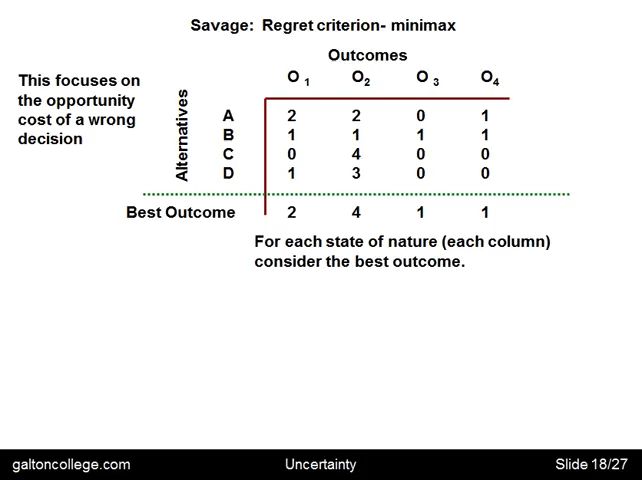 Savage: Regret criterion- minimax
Outcomes
This focuses on
the opportunity
cost of a wrong
decision
Alternatives
O 1 O2 O 3 O4
A 2 2 0 1
B 1 1 1 1
C 0 4 0 0
D 1 3 0 0
Best Outcome 2 4 1 1
For each state of nature (each column)
consider the best outcome.
galtoncollege.com Uncertainty Slide 18/27